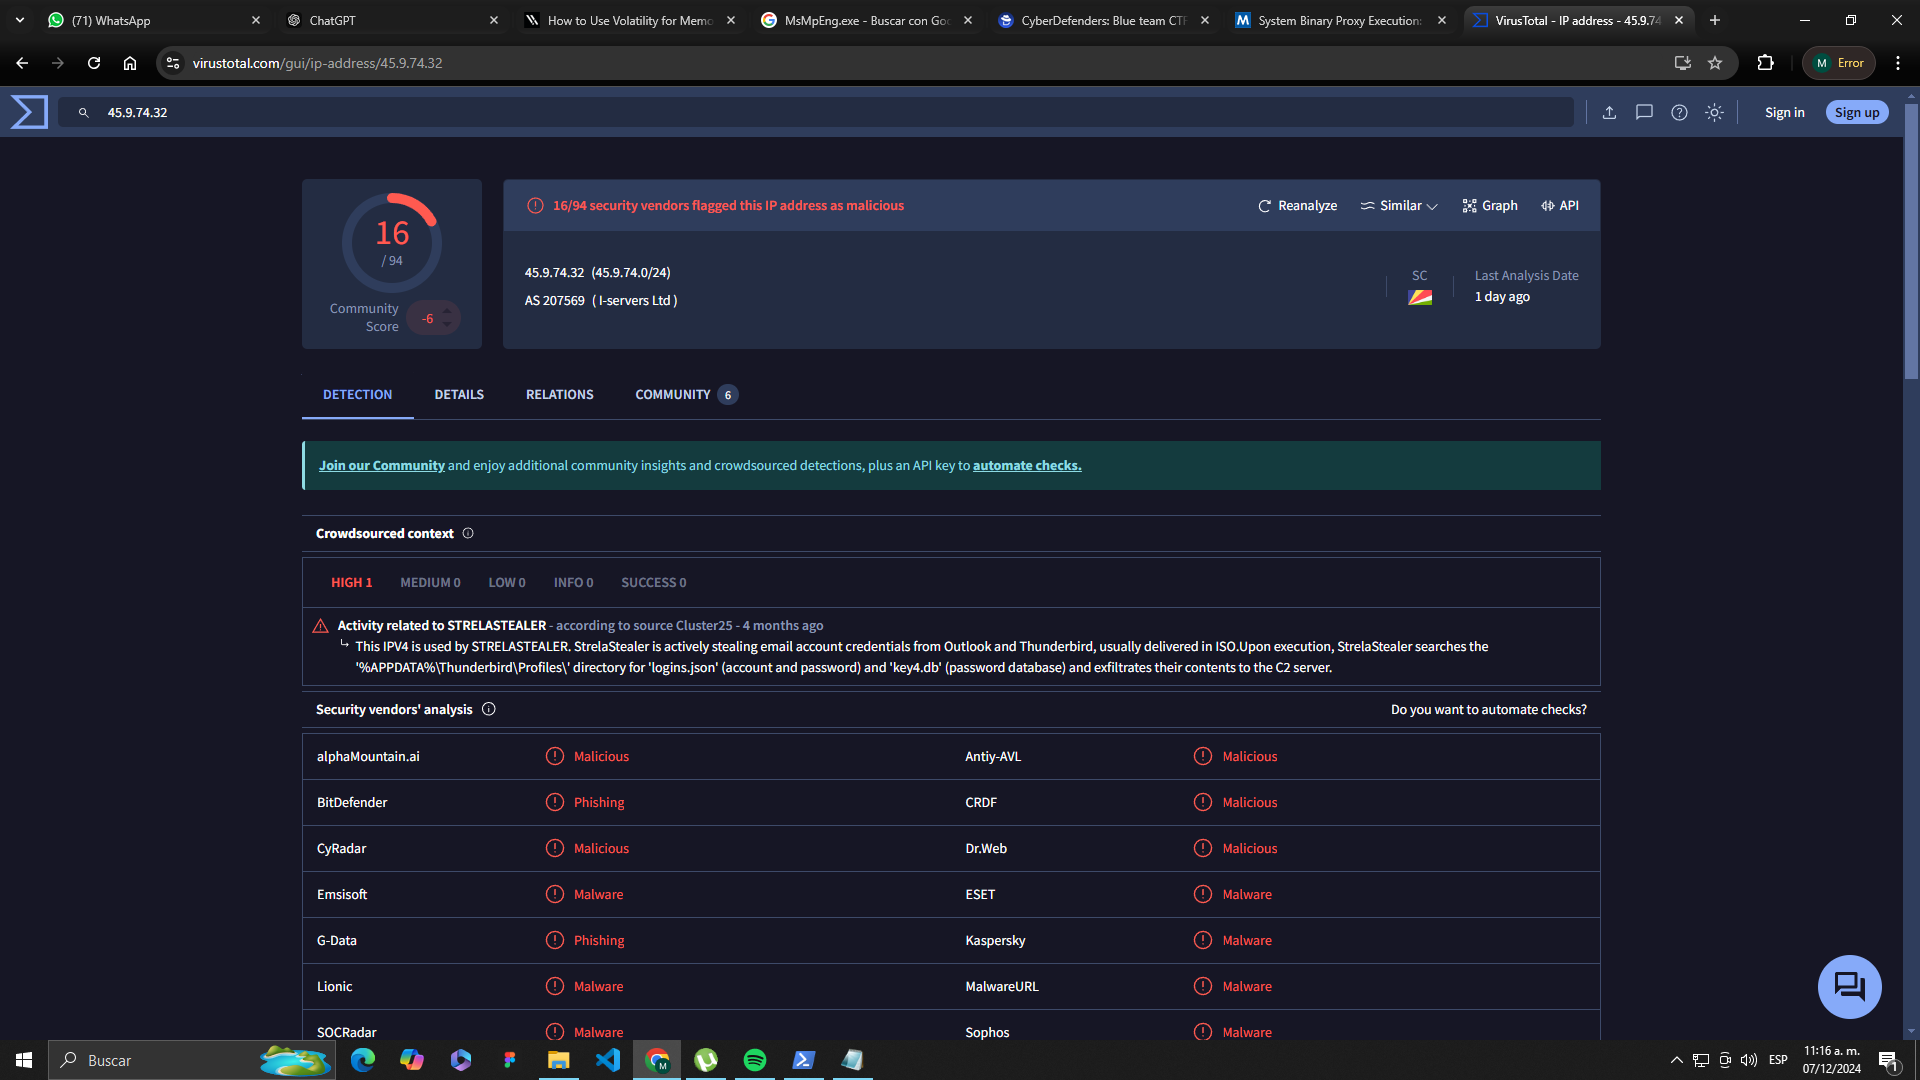 (71) WhatsApp
ChatGPT
How to Use Volatility for Memo
MsMpEng.exe - Buscar con Goo
CyberDefenders: Blue team CTF
System Binary Proxy Execution:
VirusTotal - IP address - 45.9.74
virustotal.com/gui/ip-address/45.9.74.32
M Error
45.9.74.32
Sign in
Sign up
16
/ 94
Community
Score
-6
16/94 security vendors flagged this IP address as malicious
Reanalyze
Similar
Graph
API
45.9.74.32 (45.9.74.0/24)
AS 207569 ( I-servers Ltd )
SC
Last Analysis Date
1 day ago
DETECTION
DETAILS
RELATIONS
COMMUNITY 6
Join our Community and enjoy additional community insights and crowdsourced detections, plus an API key to automate checks.
Crowdsourced context
HIGH 1
MEDIUM 0
LOW 0
INFO 0
SUCCESS 0
Activity related to STRELASTEALER - according to source Cluster25 - 4 months ago
This IPV4 is used by STRELASTEALER. StrelaStealer is actively stealing email account credentials from Outlook and Thunderbird, usually delivered in ISO.Upon execution, StrelaStealer searches the
'%APPDATA%\Thunderbird\Profiles\' directory for 'logins.json' (account and password) and 'key4.db' (password database) and exfiltrates their contents to the C2 server.
Security vendors' analysis
Do you want to automate checks?
alphaMountain.ai Malicious Antiy-AVL Malicious
BitDefender Phishing CRDF Malicious
CyRadar Malicious Dr.Web Malicious
Emsisoft Malware ESET Malware
G-Data Phishing Kaspersky Malware
Lionic Malware MalwareURL Malware
SOCRadar Malware Sophos Malware
Buscar
ESP
11:16 a. m.
07/12/2024
1